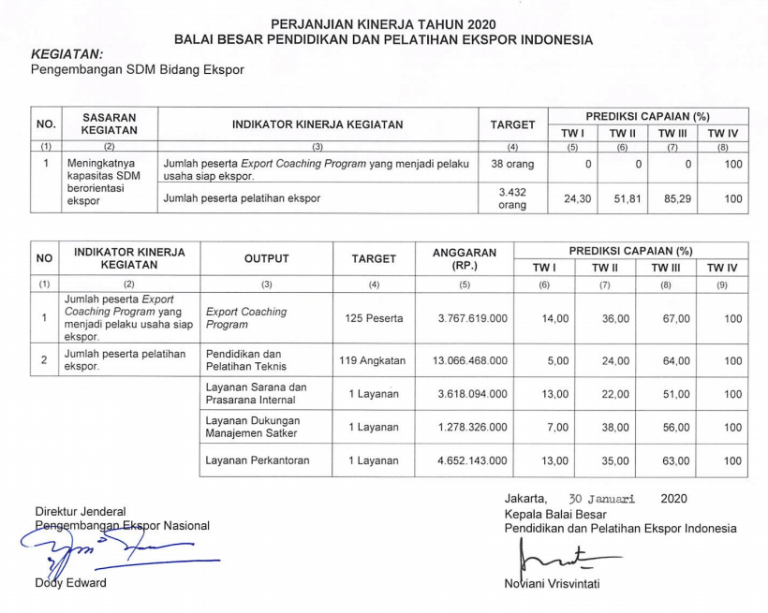 PERJANJIAN KINERJA TAHUN 2020
BALAI BESAR PENDIDIKAN DAN PELATIHAN EKSPOR INDONESIA
KEGIATAN:
Pengembangan SDM Bidang Ekspor
NO. SASARAN KEGIATAN INDIKATOR KINERJA KEGIATAN TARGET PREDIKSI CAPAIAN (%)
TW I TW II TW III TW IV
(1) (2) (3) (4) (5) (6) (7) (8)
1 Meningkatnya Jumlah peserta Export Coaching Program yang menjadi pelaku 38 orang 0 0 0 100
kapasitas SDM usaha siap ekspor.
berorientasi Jumlah peserta pelatihan ekspor 3.432 24,30 51,81 85,29 100
ekspor orang
NO INDIKATOR KINERJA KEGIATAN OUTPUT TARGET ANGGARAN (RP.) PREDIKSI CAPAIAN (%)
TW I TW II TW III TW IV
(1) (2) (3) (4) (5) (6) (7) (8) (9)
Jumlah peserta Export
1 Coaching Program yang Export Coaching 125 Peserta 3.767.619.000 14,00 36,00 67,00 100
menjadi pelaku usaha siap Program
ekspor.
2 Jumlah peserta pelatihan Pendidikan dan 119 Angkatan 13.066.468.000 5,00 24,00 64,00 100
ekspor. Pelatihan Teknis
Layanan Sarana dan 1 Layanan 3.618.094.000 13,00 22,00 51,00 100
Prasarana Internal
Layanan Dukungan 1 Layanan 1.278.326.000 7,00 38,00 56,00 100
Manajemen Satker
Layanan Perkantoran 1 Layanan 4.652.143.000 13,00 35,00 63,00 100
Jakarta, 30 Januari 2020
Direktur Jenderal
Pengembangan Ekspor Nasional
Kepala Balai Besar
Pendidikan dan Pelatihan Ekspor Indonesia
Dody Edward
Noviani Vrisvintati